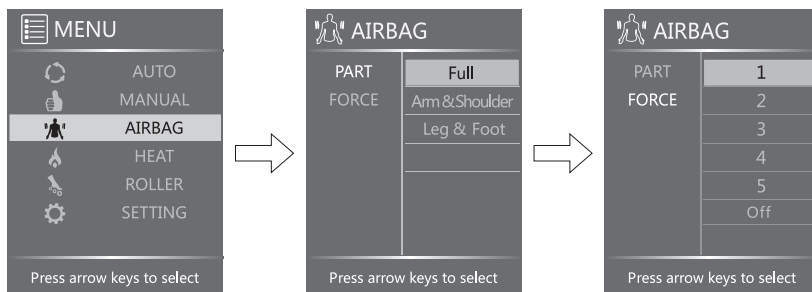 MENU
AUTO
MANUAL
AIRBAG
HEAT
ROLLER
SETTING
Press arrow keys to select
AIRBAG
PART
FORCE
Full
Arm & Shoulder
Leg & Foot
Press arrow keys to select
AIRBAG
PART
FORCE
1
2
3
4
5
Off
Press arrow keys to select